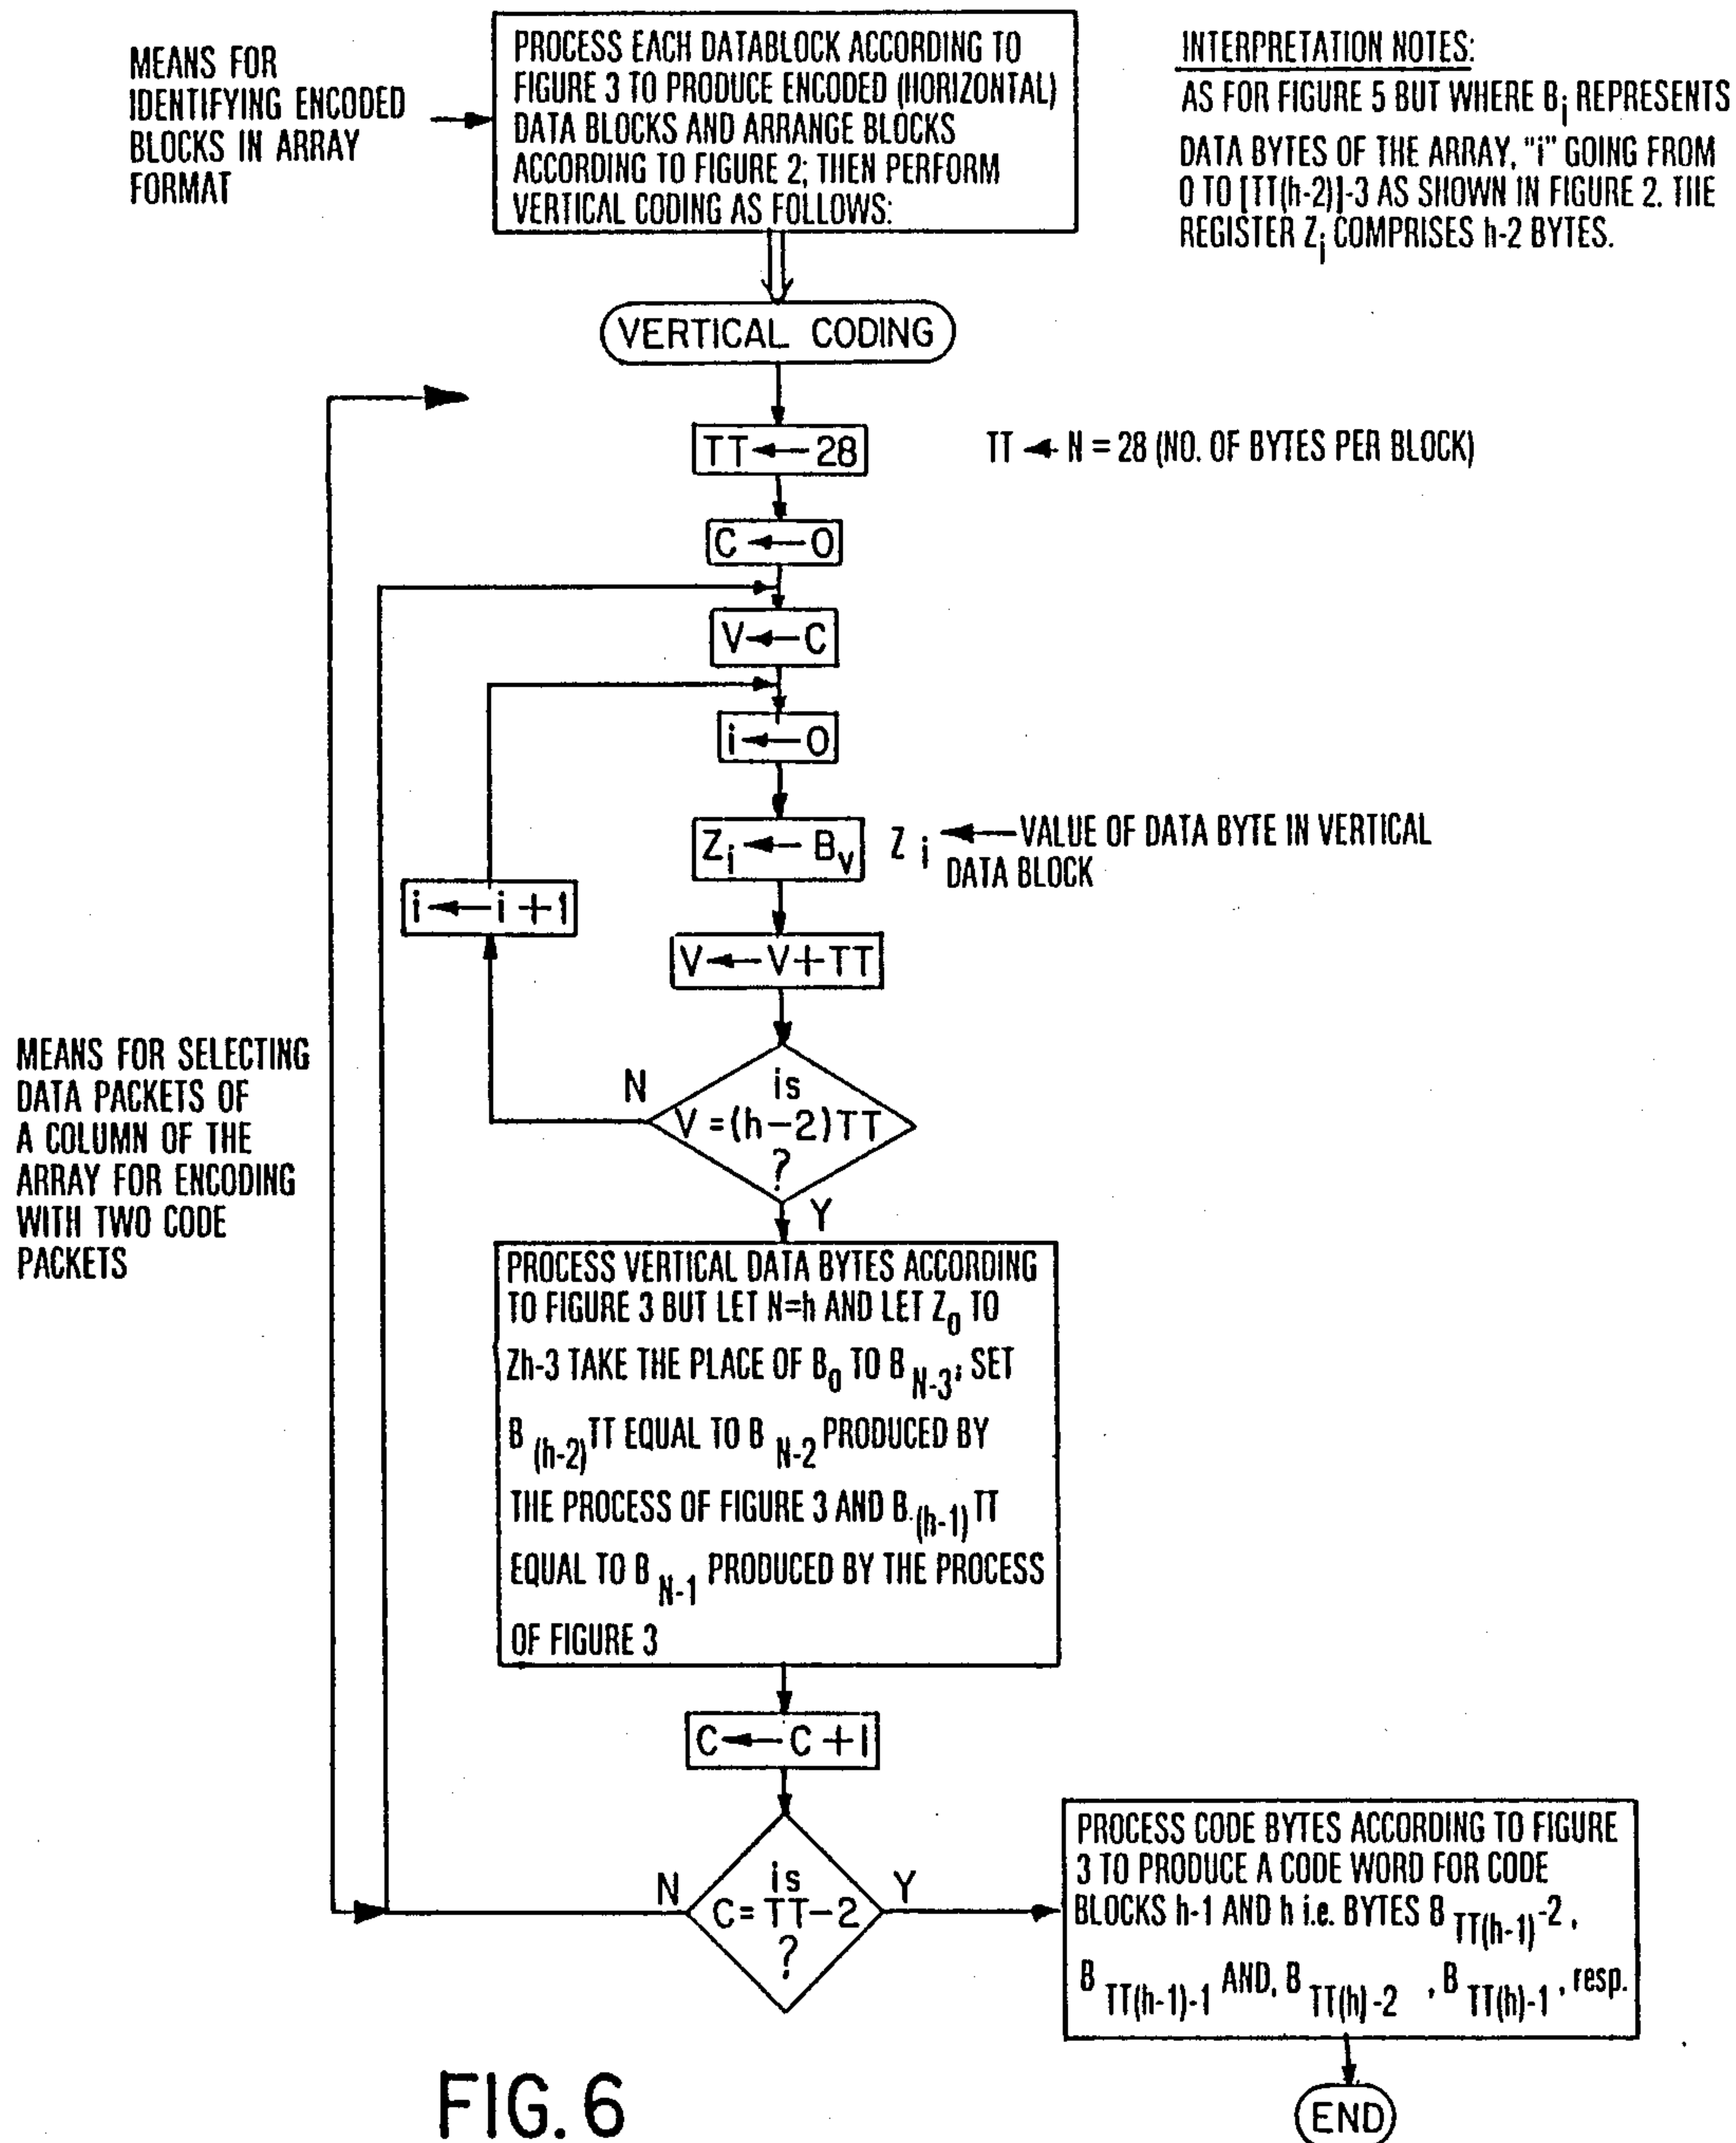 MEANS FOR
IDENTIFYING ENCODED
BLOCKS IN ARRAY
FORMAT
PROCESS EACH DATABLOCK ACCORDING TO
FIGURE 3 TO PRODUCE ENCODED (HORIZONTAL)
DATA BLOCKS AND ARRANGE BLOCKS
ACCORDING TO FIGURE 2; THEN PERFORM
VERTICAL CODING AS FOLLOWS:
INTERPRETATION NOTES:
AS FOR FIGURE 5 BUT WHERE Bi REPRESENTS
DATA BYTES OF THE ARRAY, "i" GOING FROM
0 TO [TT(h-2)]-3 AS SHOWN IN FIGURE 2. THE
REGISTER Zi COMPRISES h-2 BYTES.
VERTICAL CODING
TT ← 28
TT ← N = 28 (NO. OF BYTES PER BLOCK)
C ← 0
V ← C
i ← 0
Zi ← Bv
Z i ← VALUE OF DATA BYTE IN VERTICAL
DATA BLOCK
i ← i + 1
V ← V + TT
MEANS FOR SELECTING
DATA PACKETS OF
A COLUMN OF THE
ARRAY FOR ENCODING
WITH TWO CODE
PACKETS
N
is
V = (h-2) TT
?
Y
PROCESS VERTICAL DATA BYTES ACCORDING
TO FIGURE 3 BUT LET N=h AND LET Z0 TO
Zh-3 TAKE THE PLACE OF B0 TO B N-3; SET
B (h-2) TT EQUAL TO B N-2 PRODUCED BY
THE PROCESS OF FIGURE 3 AND B (h-1) TT
EQUAL TO B N-1 PRODUCED BY THE PROCESS
OF FIGURE 3
C ← C + 1
N
is
C = TT-2
?
Y
PROCESS CODE BYTES ACCORDING TO FIGURE
3 TO PRODUCE A CODE WORD FOR CODE
BLOCKS h-1 AND h i.e. BYTES B TT(h-1)-2,
B TT(h-1)-1 AND, B TT(h)-2 , B TT(h)-1, resp.
END
FIG. 6